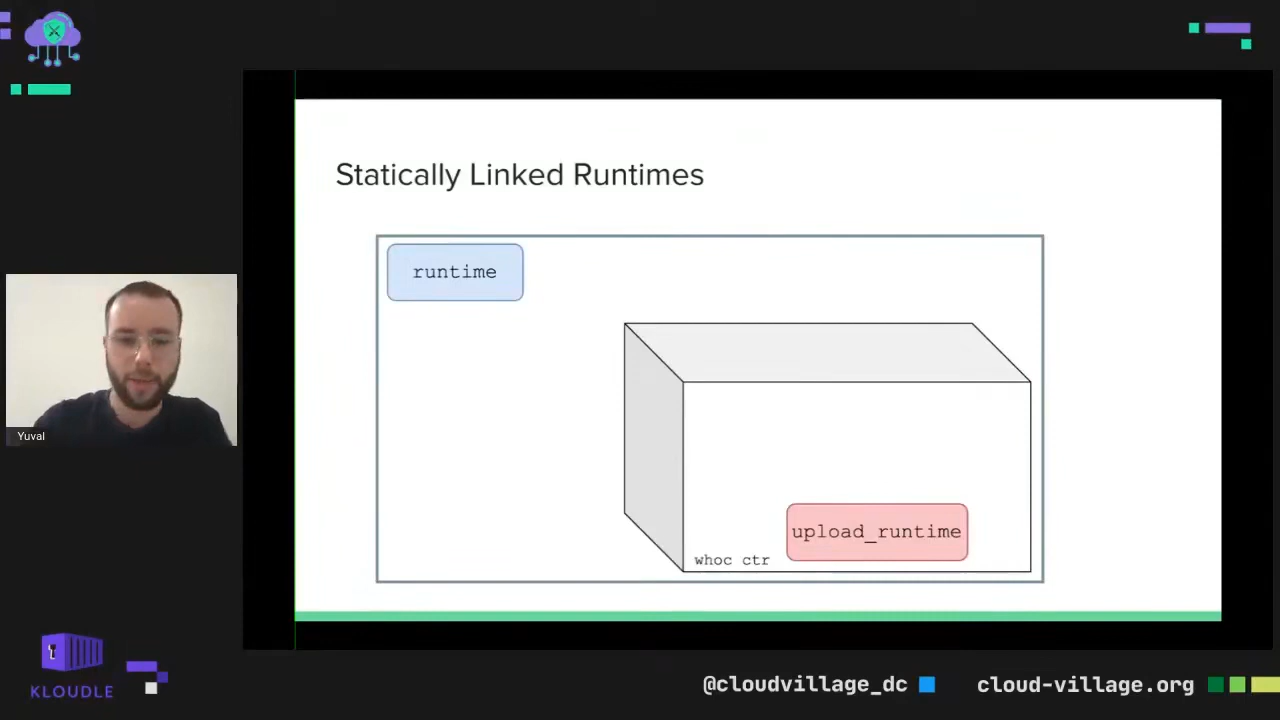 Statically Linked Runtimes
runtime
upload_runtime
whoc ctr
Yuval
KLOUDLE
@cloudvillage_dc
cloud-village.org